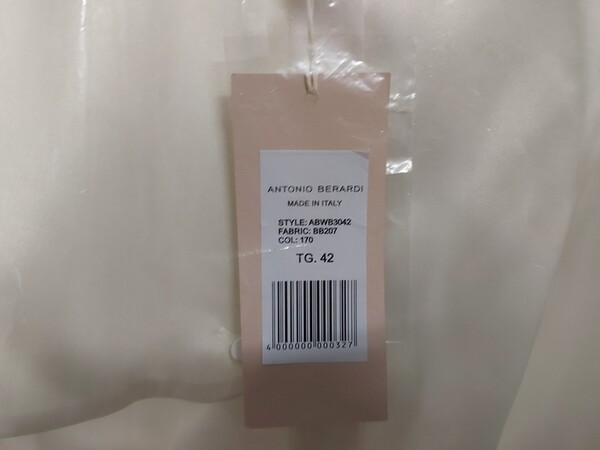 ANTONIO BERARDI
MADE IN ITALY
STYLE: ABWB3042
FABRIC: BB207
COL: 170
TG. 42
4 000000 000327